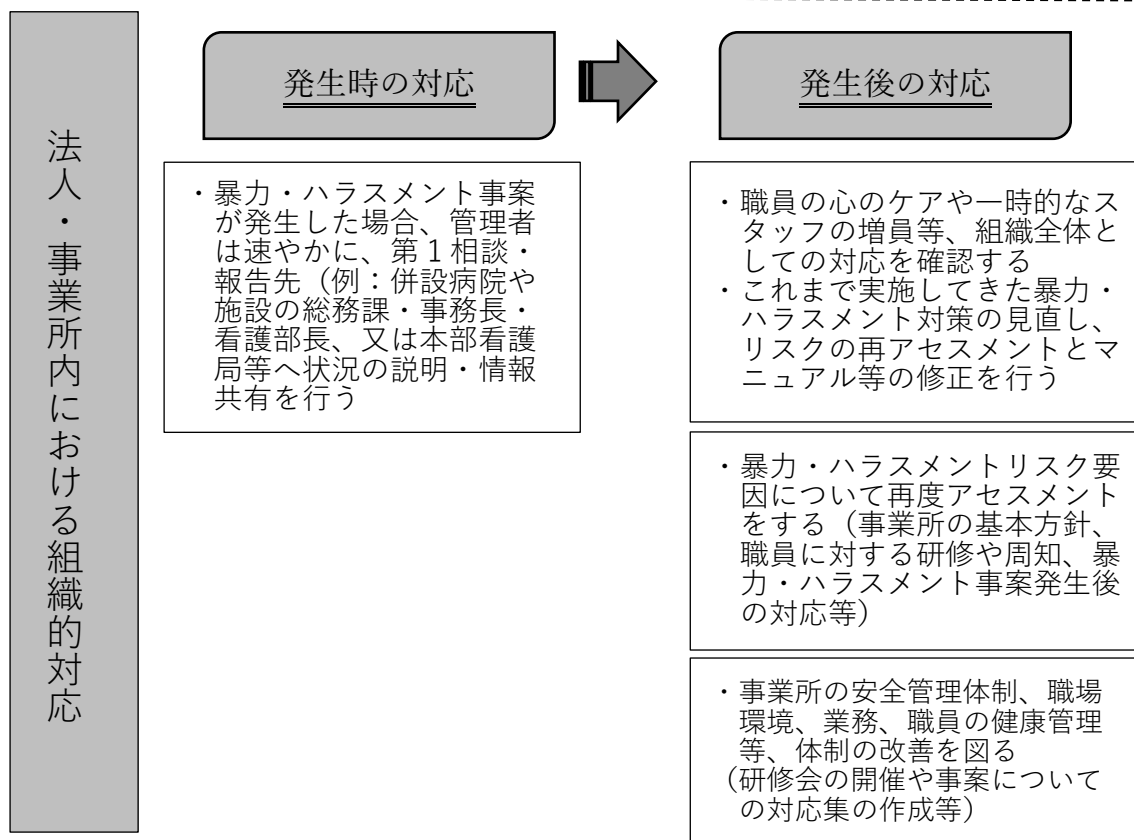 法人・事業所内における組織的対応
発生時の対応
・暴力・ハラスメント事案
が発生した場合、管理者
は速やかに、第１相談・
報告先（例：併設病院や
施設の総務課・事務長・
看護部長、又は本部看護
局等へ状況の説明・情報
共有を行う
発生後の対応
・職員の心のケアや一時的なス
タッフの増員等、組織全体と
しての対応を確認する
・これまで実施してきた暴力・
ハラスメント対策の見直し、
リスクの再アセスメントとマ
ニュアル等の修正を行う
・暴力・ハラスメントリスク要
因について再度アセスメント
をする（事業所の基本方針、
職員に対する研修や周知、暴
力・ハラスメント事案発生後
の対応等）
・事業所の安全管理体制、職場
環境、業務、職員の健康管理
等、体制の改善を図る
（研修会の開催や事案について
の対応集の作成等）